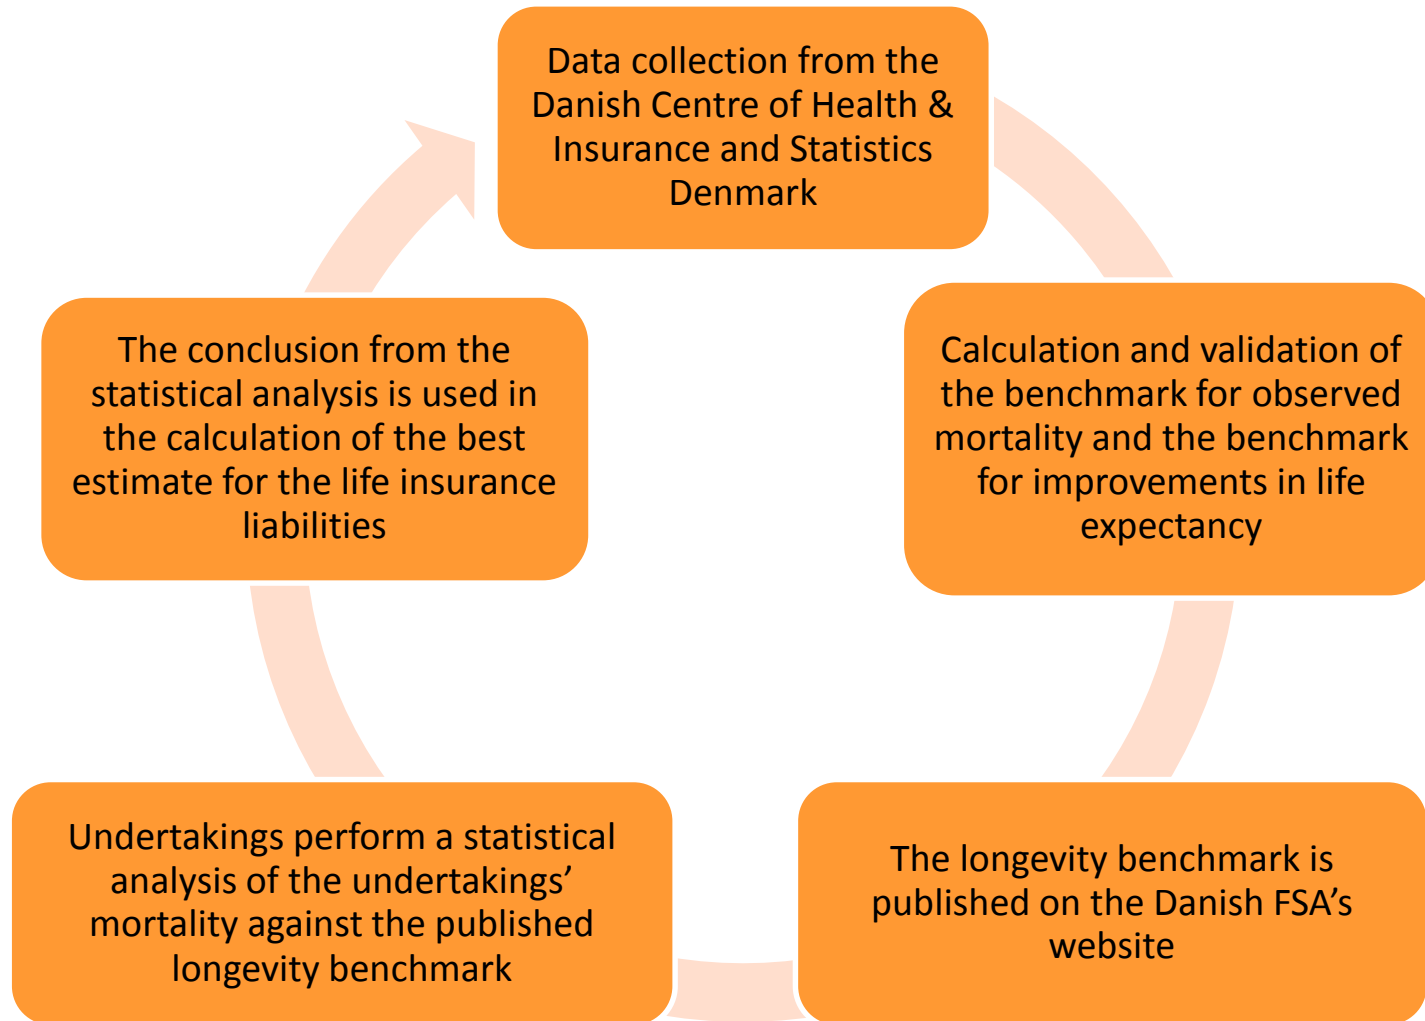 Data collection from the
Danish Centre of Health &
Insurance and Statistics
Denmark
Calculation and validation of
the benchmark for observed
mortality and the benchmark
for improvements in life
expectancy
The longevity benchmark is
published on the Danish FSA’s
website
Undertakings perform a statistical
analysis of the undertakings’
mortality against the published
longevity benchmark
The conclusion from the
statistical analysis is used in
the calculation of the best
estimate for the life insurance
liabilities